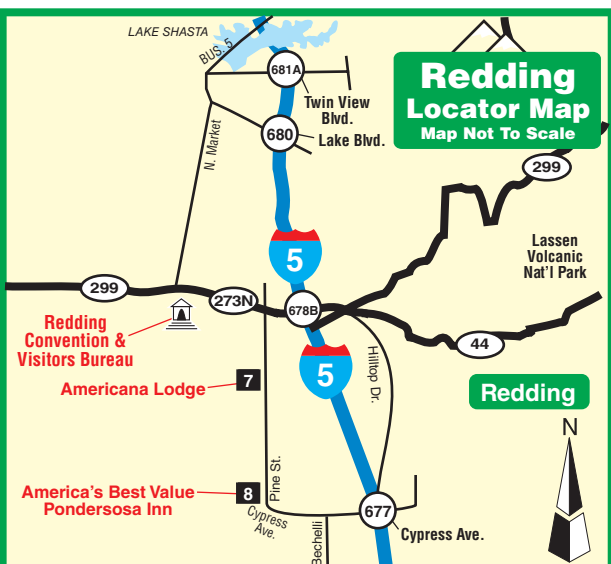 LAKE SHASTA
BUS. 5
681A
Twin View
Blvd.
Redding
Locator Map
Map Not To Scale
680
Lake Blvd.
N. Market
299
5
Lassen
Volcanic
Nat'l Park
299
273N
678B
Redding
Convention &
Visitors Bureau
44
5
Hilltop Dr.
7
Americana Lodge
Redding
N
Pine St.
America's Best Value
Pondersosa Inn
8
Cypress
Ave.
677
Cypress Ave.
Bechelli